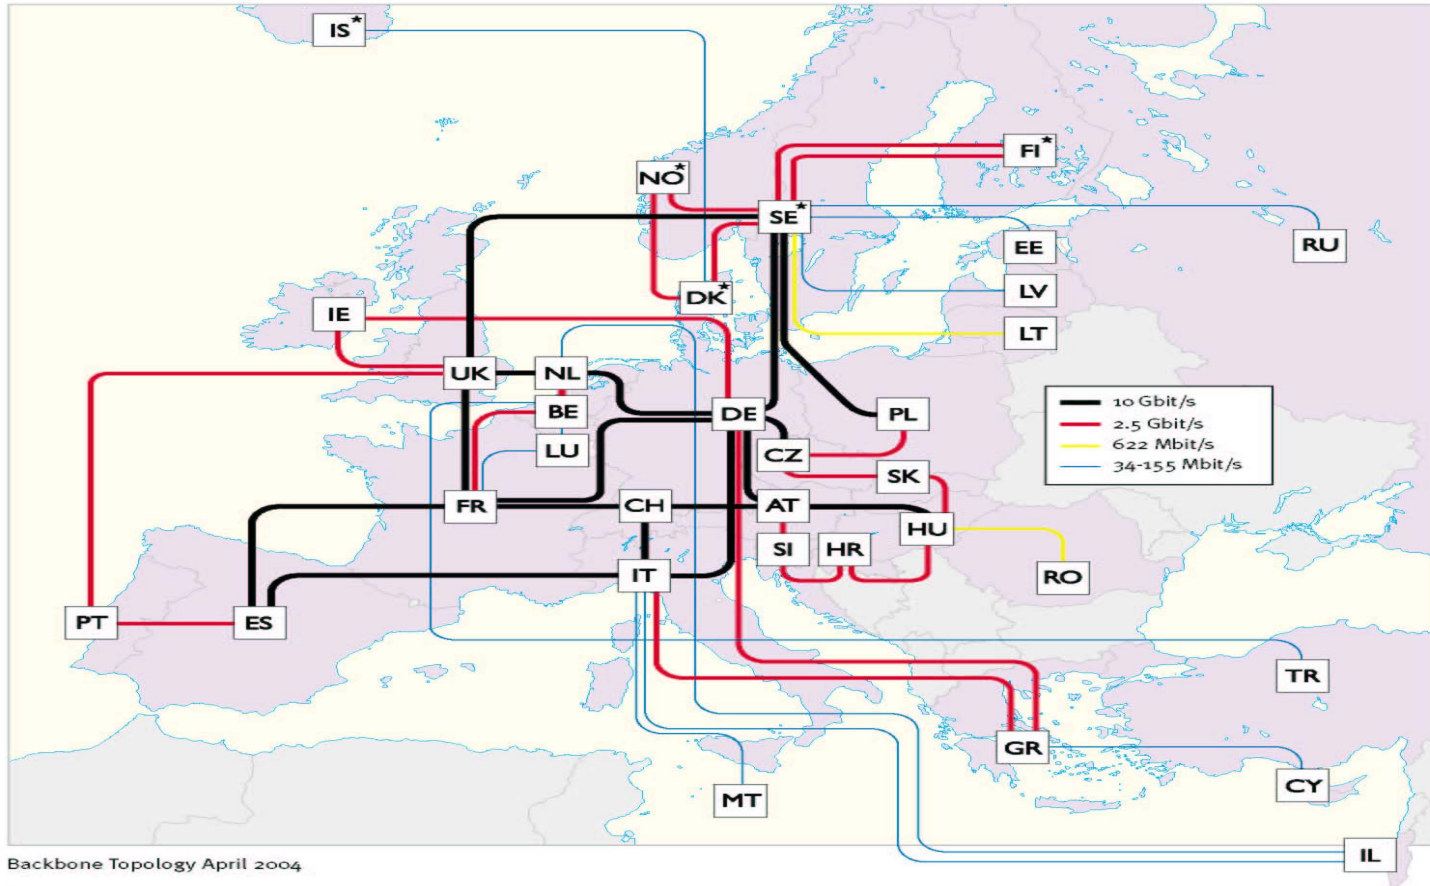 IS*
FI*
NO*
SE*
EE
RU
DK*
LV
IE
LT
UK
NL
BE
DE
PL
10 Gbit/s
2.5 Gbit/s
622 Mbit/s
34-155 Mbit/s
LU
CZ
SK
FR
CH
AT
HU
SI
HR
IT
RO
PT
ES
TR
GR
CY
MT
IL
Backbone Topology April 2004